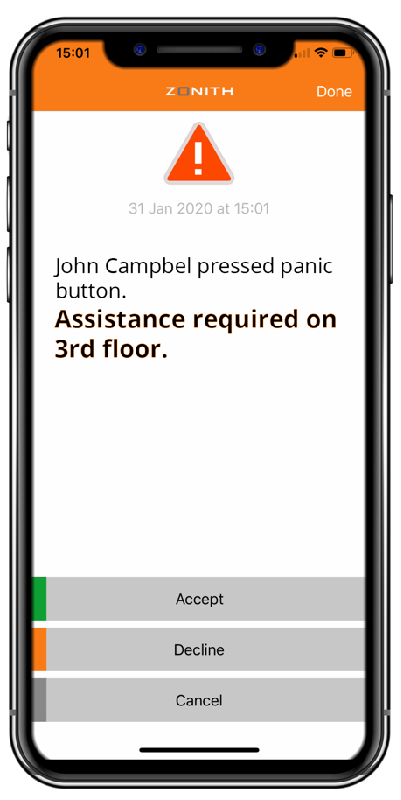 15:01
ZONITH
Done
31 Jan 2020 at 15:01
John Campbel pressed panic
button.
Assistance required on
3rd floor.
Accept
Decline
Cancel